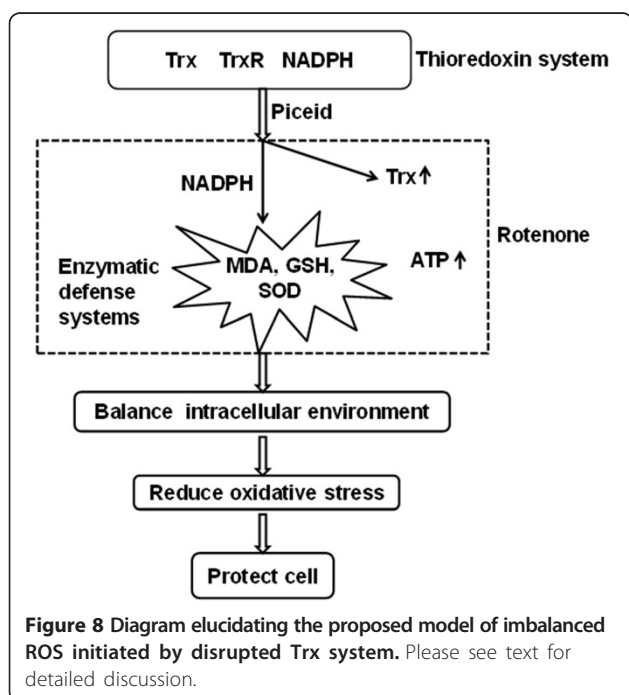 Trx TrxR NADPH
Thioredoxin system
Piceid
NADPH
Trx↑
Rotenone
Enzymatic
defense
systems
MDA, GSH,
SOD
ATP ↑
Balance intracellular environment
Reduce oxidative stress
Protect cell
Figure 8 Diagram elucidating the proposed model of imbalanced
ROS initiated by disrupted Trx system. Please see text for
detailed discussion.